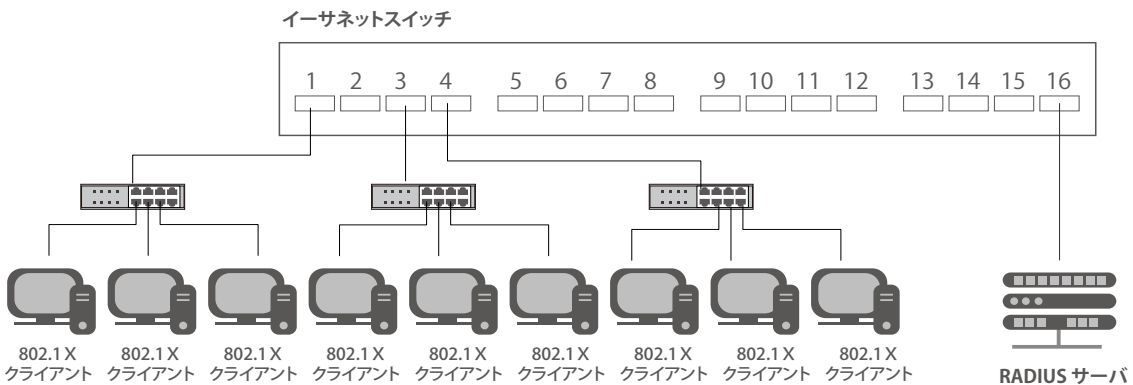 イーサネットスイッチ
1 2 3 4 5 6 7 8 9 10 11 12 13 14 15 16
802.1X 802.1X 802.1X 802.1X 802.1X 802.1X 802.1X 802.1X 802.1X
クライアント クライアント クライアント クライアント クライアント クライアント クライアント クライアント クライアント
RADIUS サーバ